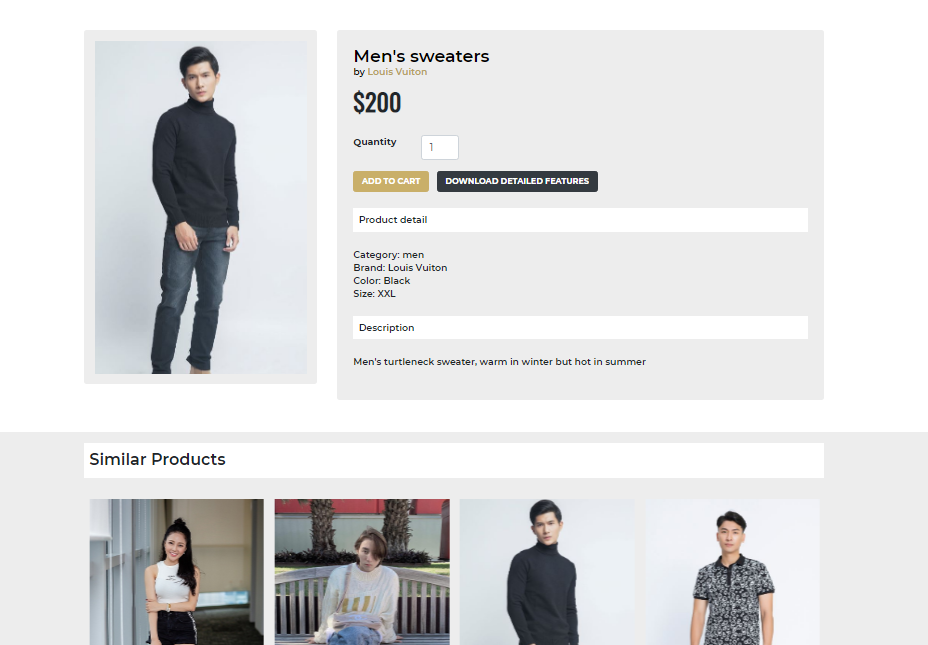 Men's sweaters
by Louis Vuiton
$200
Quantity 1
ADD TO CART DOWNLOAD DETAILED FEATURES
Product detail
Category: men
Brand: Louis Vuiton
Color: Black
Size: XXL
Description
Men's turtleneck sweater, warm in winter but hot in summer
Similar Products